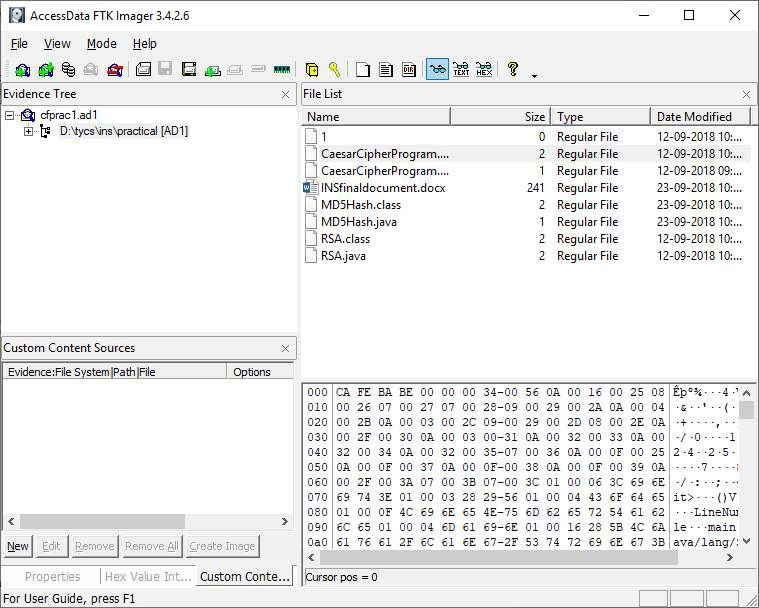 AccessData FTK Imager 3.4.2.6
File View Mode Help
Evidence Tree
cfprac1.ad1
D:\tycs\ins\practical [AD1]
File List
Name Size Type Date Modified
1 0 Regular File 12-09-2018 10:...
CaesarCipherProgram.... 2 Regular File 12-09-2018 10:...
CaesarCipherProgram.... 1 Regular File 12-09-2018 09:...
INSfinaldocument.docx 241 Regular File 23-09-2018 10:...
MD5Hash.class 2 Regular File 23-09-2018 10:...
MD5Hash.java 1 Regular File 23-09-2018 10:...
RSA.class 2 Regular File 12-09-2018 10:...
RSA.java 2 Regular File 12-09-2018 10:...
Custom Content Sources
Evidence:File System|Path|File Options
New Edit Remove Remove All Create Image
Properties Hex Value Int... Custom Conte...
000 CA FE BA BE 00 00 00 34-00 56 0A 00 16 00 25 08 Êþº¾···4·V
010 00 26 07 00 27 07 00 28-09 00 29 00 2A 0A 00 04 ·&··'··(·
020 00 2B 0A 00 03 00 2C 09-00 29 00 2D 08 00 2E 0A ·+····,··
030 00 2F 00 30 0A 00 03 00-31 0A 00 32 00 33 0A 00 ·/·0····1
040 32 00 34 0A 00 32 00 35-07 00 36 0A 00 0F 00 25 2·4··2·5·
050 0A 00 0F 00 37 0A 00 0F-00 38 0A 00 0F 00 39 0A ····7···8
060 00 2F 00 3A 07 00 3B 07-00 3C 01 00 06 3C 69 6E ·/·:··;··
070 69 74 3E 01 00 03 28 29-56 01 00 04 43 6F 64 65 it>···()V
080 01 00 0F 4C 69 6E 65 4E-75 6D 62 65 72 54 61 62 ···LineNu
090 6C 65 01 00 04 6D 61 69-6E 01 00 16 28 5B 4C 6A le···main
0a0 61 76 61 2F 6C 61 6E 67-2F 53 74 72 69 6E 67 3B ava/lang/S
Cursor pos = 0
For User Guide, press F1